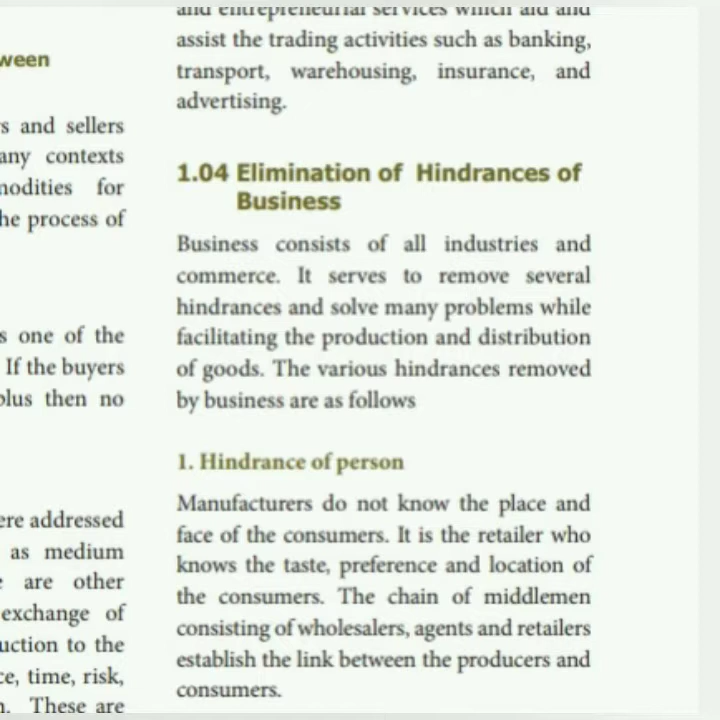 ween
s and sellers
any contexts
modities for
he process of
s one of the
If the buyers
plus then no
ere addressed
as medium
e are other
exchange of
uction to the
ce, time, risk,
n. These are
and entrepreneurial services which aid and
assist the trading activities such as banking,
transport, warehousing, insurance, and
advertising.
1.04 Elimination of Hindrances of
Business
Business consists of all industries and
commerce. It serves to remove several
hindrances and solve many problems while
facilitating the production and distribution
of goods. The various hindrances removed
by business are as follows
1. Hindrance of person
Manufacturers do not know the place and
face of the consumers. It is the retailer who
knows the taste, preference and location of
the consumers. The chain of middlemen
consisting of wholesalers, agents and retailers
establish the link between the producers and
consumers.